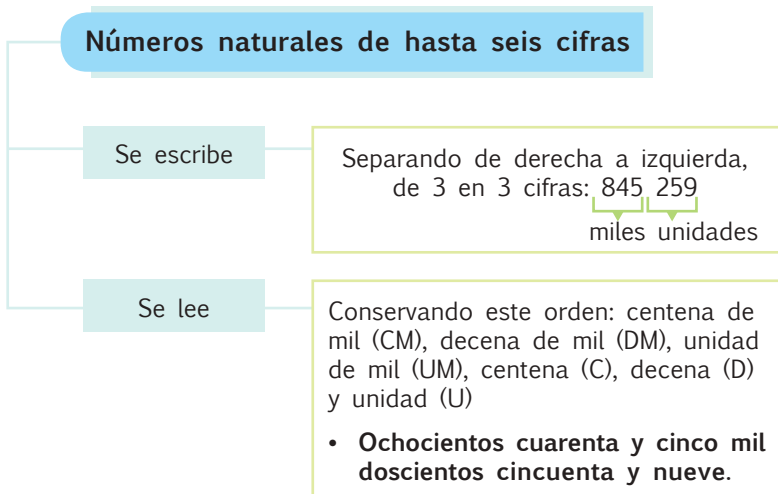 Números naturales de hasta seis cifras
Se escribe
Separando de derecha a izquierda,
de 3 en 3 cifras: 845 259
miles unidades
Se lee
Conservando este orden: centena de
mil (CM), decena de mil (DM), unidad
de mil (UM), centena (C), decena (D)
y unidad (U)
• Ochocientos cuarenta y cinco mil
doscientos cincuenta y nueve.